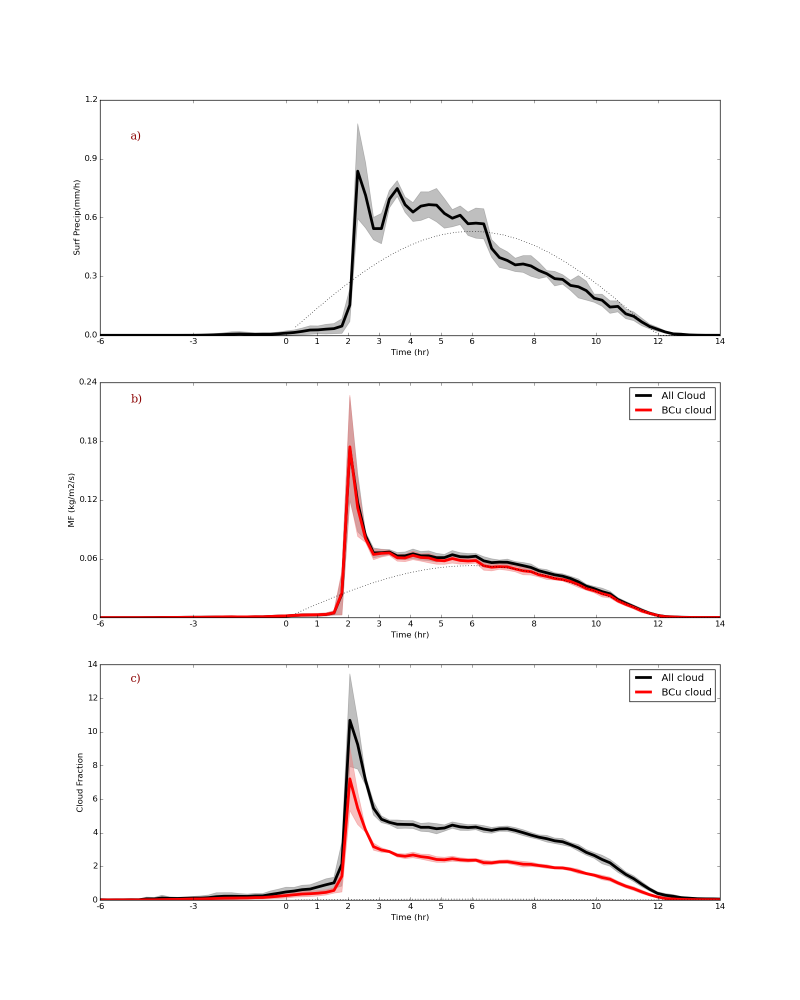 1.2
a)
0.9
Surf Precip(mm/h)
0.6
0.3
0.0
-6 -3 0 1 2 3 4 5 6 8 10 12 14
Time (hr)
0.24
b)
All Cloud
BCu cloud
0.18
MF (kg/m2/s)
0.12
0.06
0
-6 -3 0 1 2 3 4 5 6 8 10 12 14
Time (hr)
14
c)
All cloud
BCu cloud
12
10
Cloud Fraction
8
6
4
2
0
-6 -3 0 1 2 3 4 5 6 8 10 12 14
Time (hr)